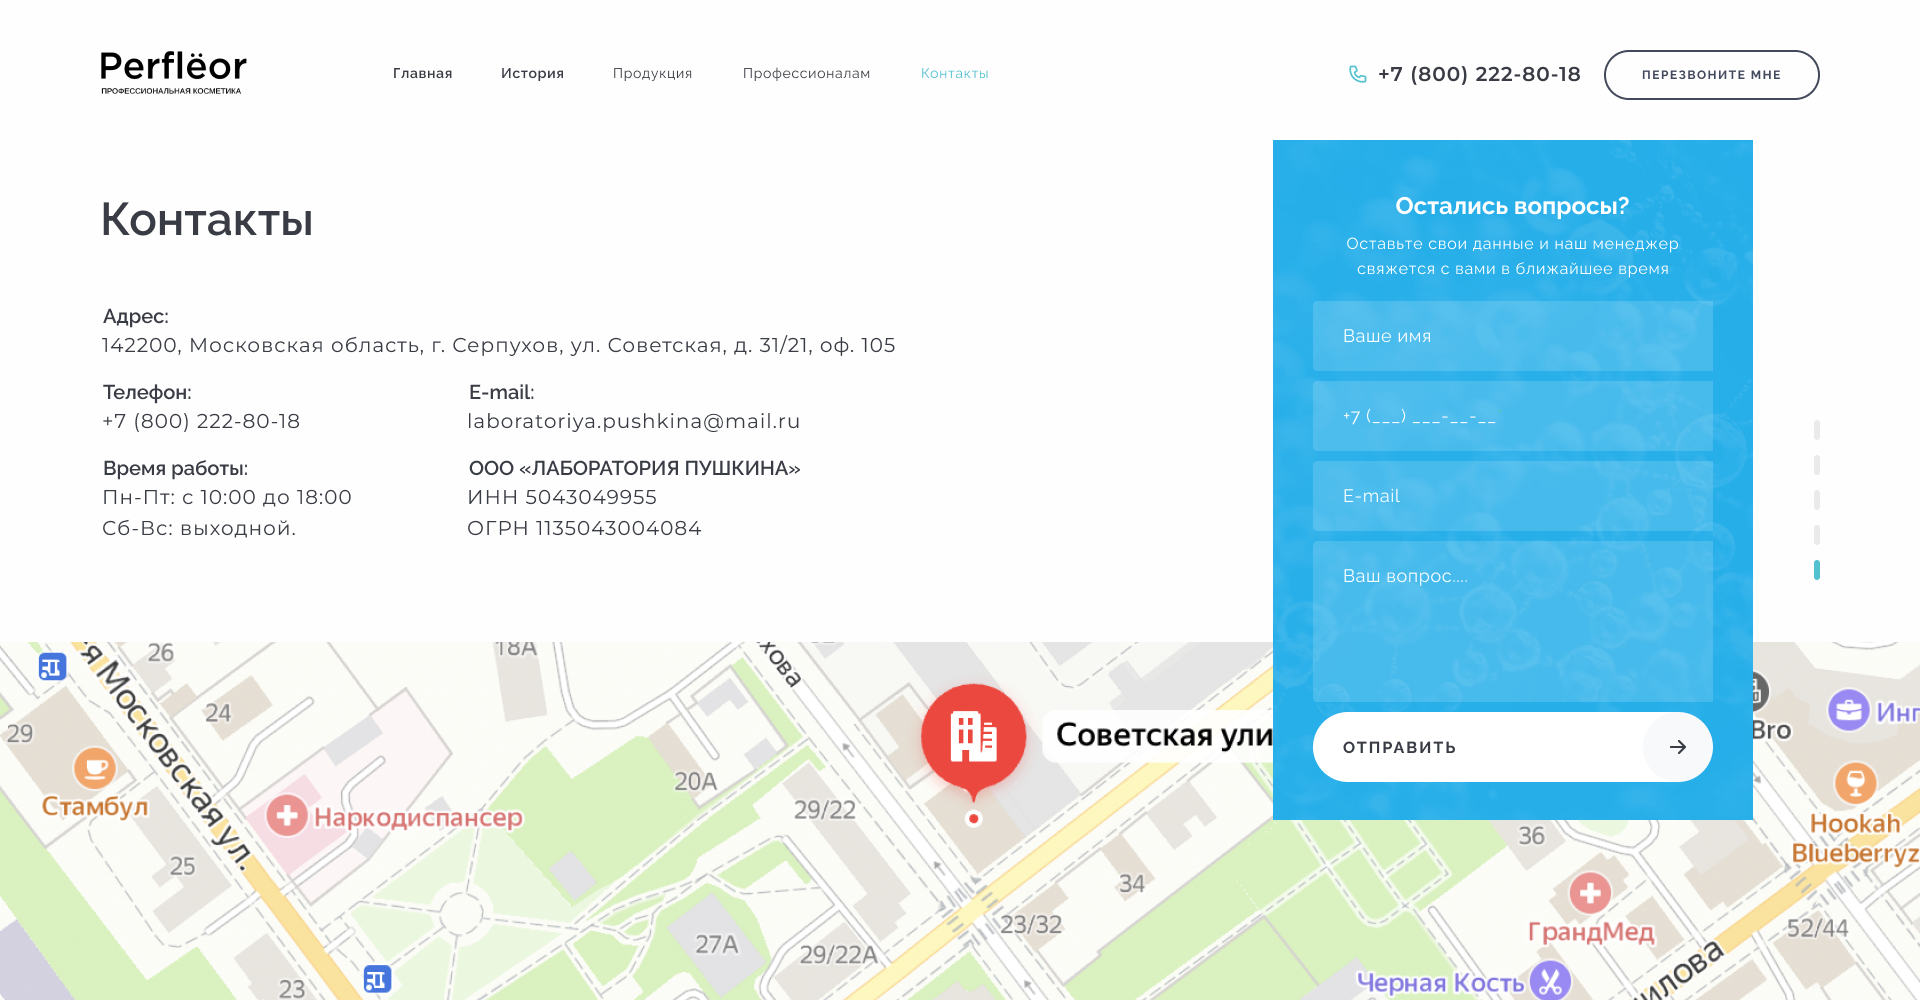 Perflëor
ПРОФЕССИОНАЛЬНАЯ КОСМЕТИКА
Главная
История
Продукция
Профессионалам
Контакты
+7 (800) 222-80-18
ПЕРЕЗВОНИТЕ МНЕ
Контакты
Адрес:
142200, Московская область, г. Серпухов, ул. Советская, д. 31/21, оф. 105
Телефон:
+7 (800) 222-80-18
E-mail:
laboratoriya.pushkina@mail.ru
Время работы:
Пн-Пт: с 10:00 до 18:00
Сб-Вс: выходной.
ООО «ЛАБОРАТОРИЯ ПУШКИНА»
ИНН 5043049955
ОГРН 1135043004084
Остались вопросы?
Оставьте свои данные и наш менеджер
свяжется с вами в ближайшее время
Ваше имя
+7 (___) ___-__-__
E-mail
Ваш вопрос....
ОТПРАВИТЬ
26
18А
хова
я Московская ул.
24
29
Стамбул
Наркодиспансер
20А
29/22
Советская ули
Bro
Инг
Hookah
Blueberryz
25
36
34
23/32
27А
29/22А
ГрандМед
52/44
23
Черная Кость
илова